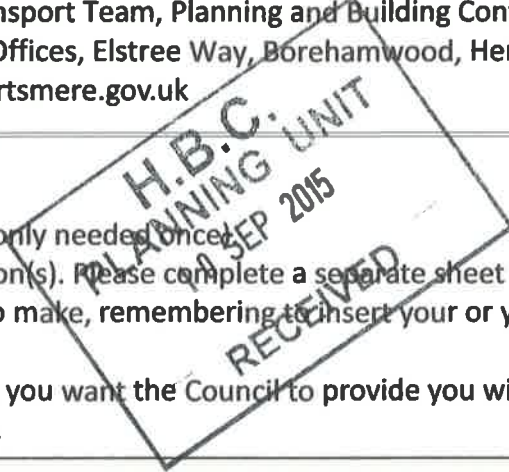 nsport Team, Planning and Building Con
Offices, Elstree Way, Borehamwood, Her
rtsmere.gov.uk
H.B.C.
PLANNING UNIT
10 SEP 2015
RECEIVED
only needed once).
on(s). Please complete a separate sheet
o make, remembering to insert your or y
you want the Council to provide you wi